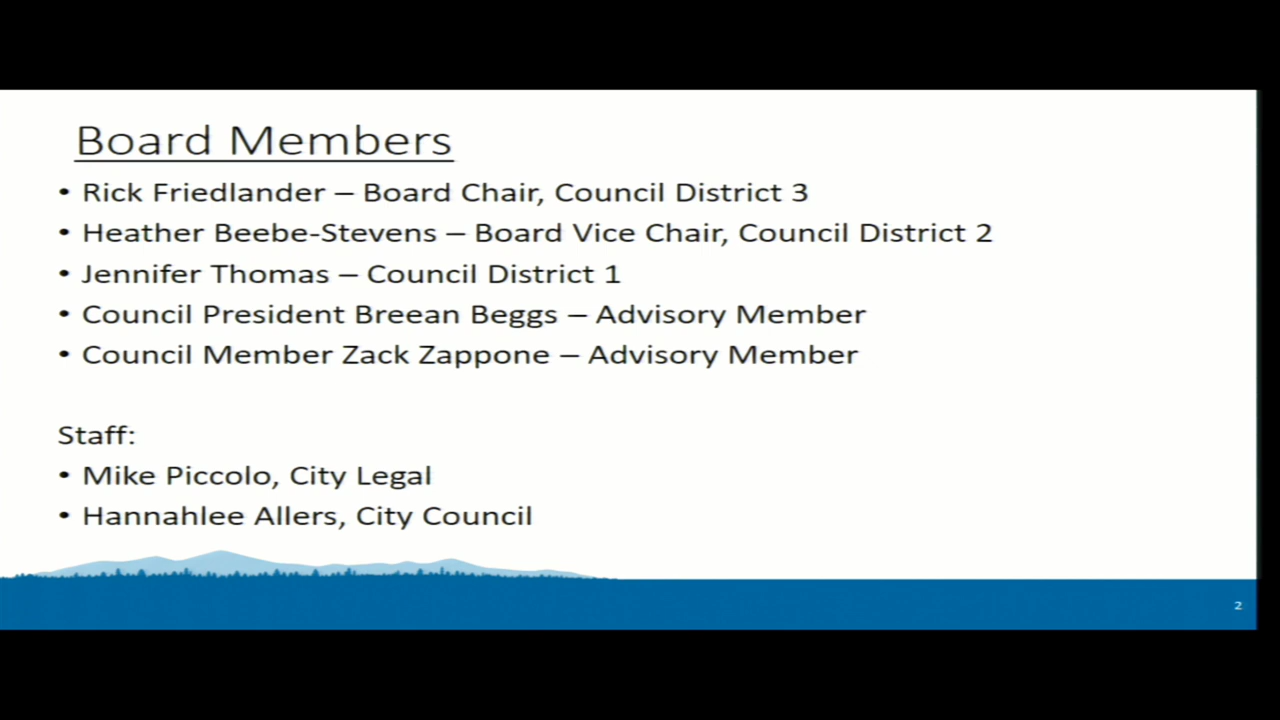 Board Members
• Rick Friedlander – Board Chair, Council District 3
• Heather Beebe-Stevens – Board Vice Chair, Council District 2
• Jennifer Thomas – Council District 1
• Council President Breean Beggs – Advisory Member
• Council Member Zack Zappone – Advisory Member
Staff:
• Mike Piccolo, City Legal
• Hannahlee Allers, City Council
2